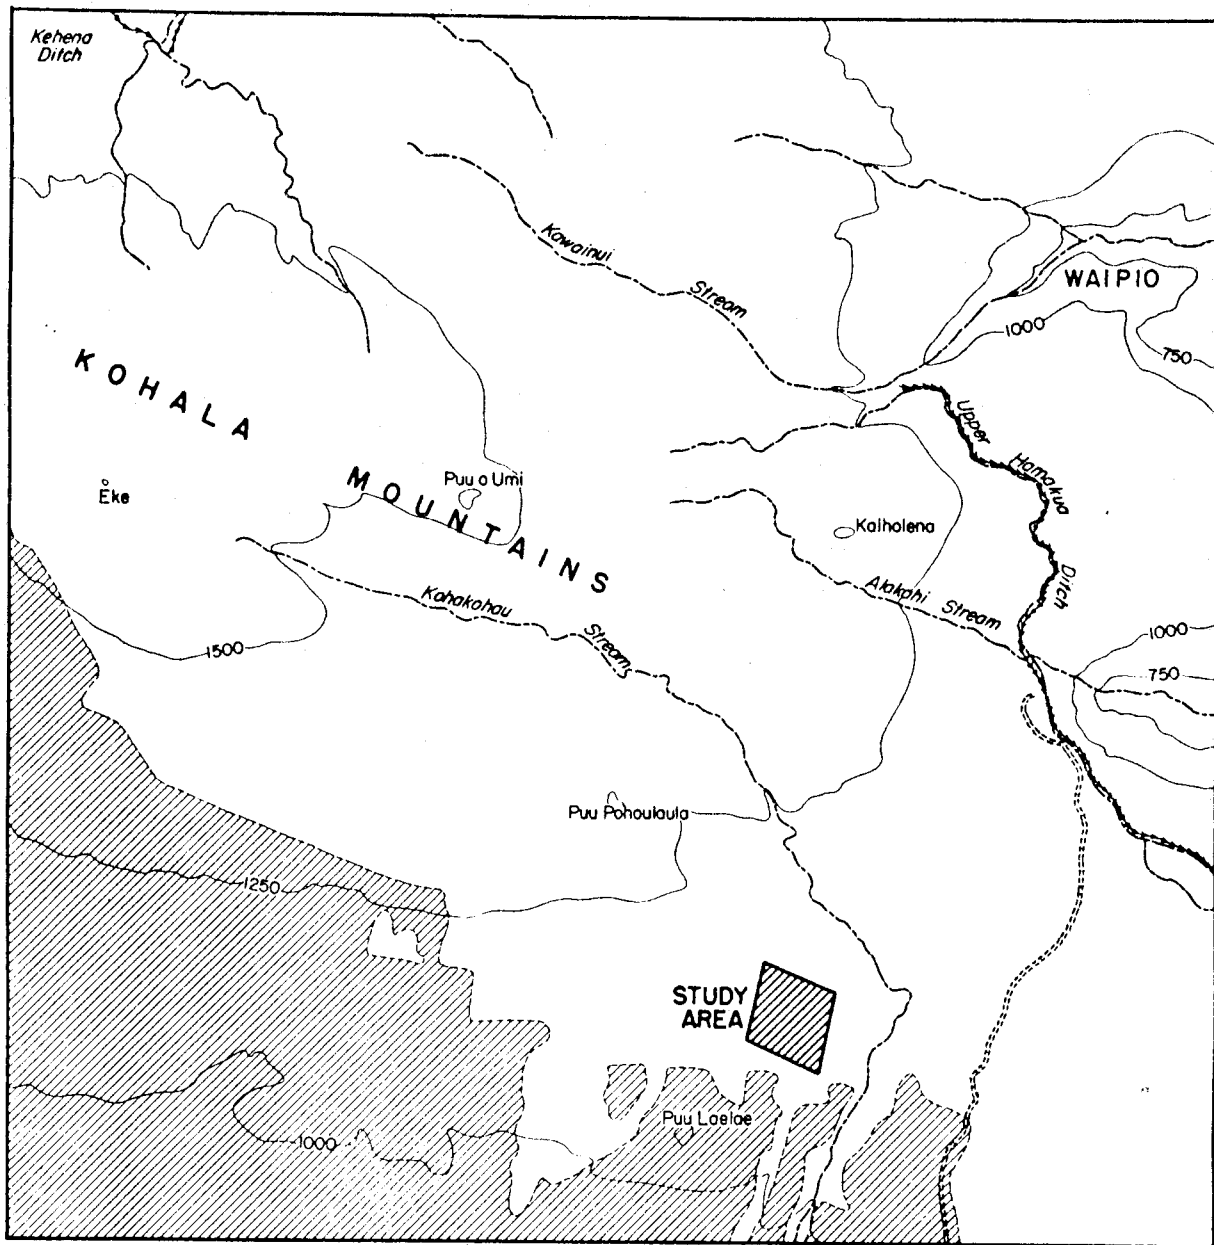 Kehena
Ditch
Kawainui
Stream
WAIPIO
1000
750
KOHALA
MOUNTAINS
Upper
Hamakua
Ditch
Eke
Puu o Umi
Kaiholena
Alakahi
Stream
Kohakohau
Stream
1500
1000
750
Puu Pohoulaula
1250
STUDY
AREA
Puu Laelae
1000